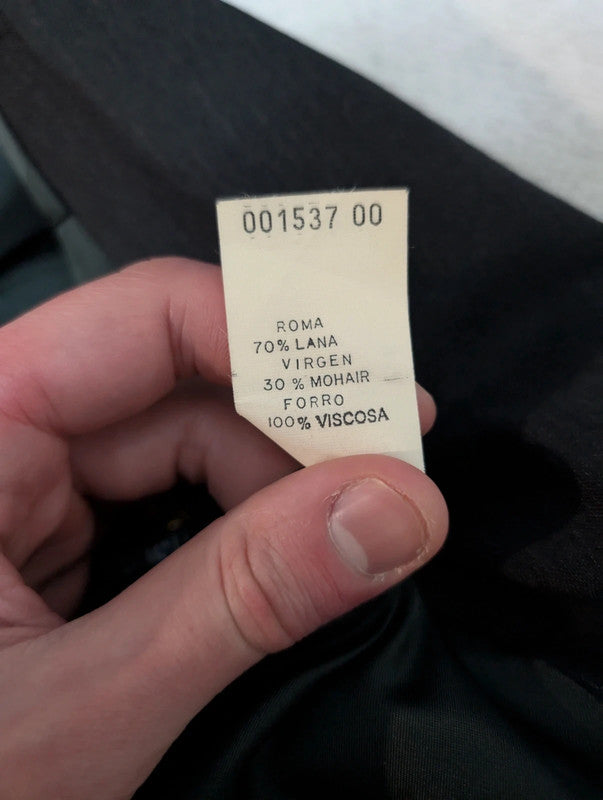 001537 00
ROMA
70% LANA
VIRGEN
30 % MOHAIR
FORRO
100% VISCOSA